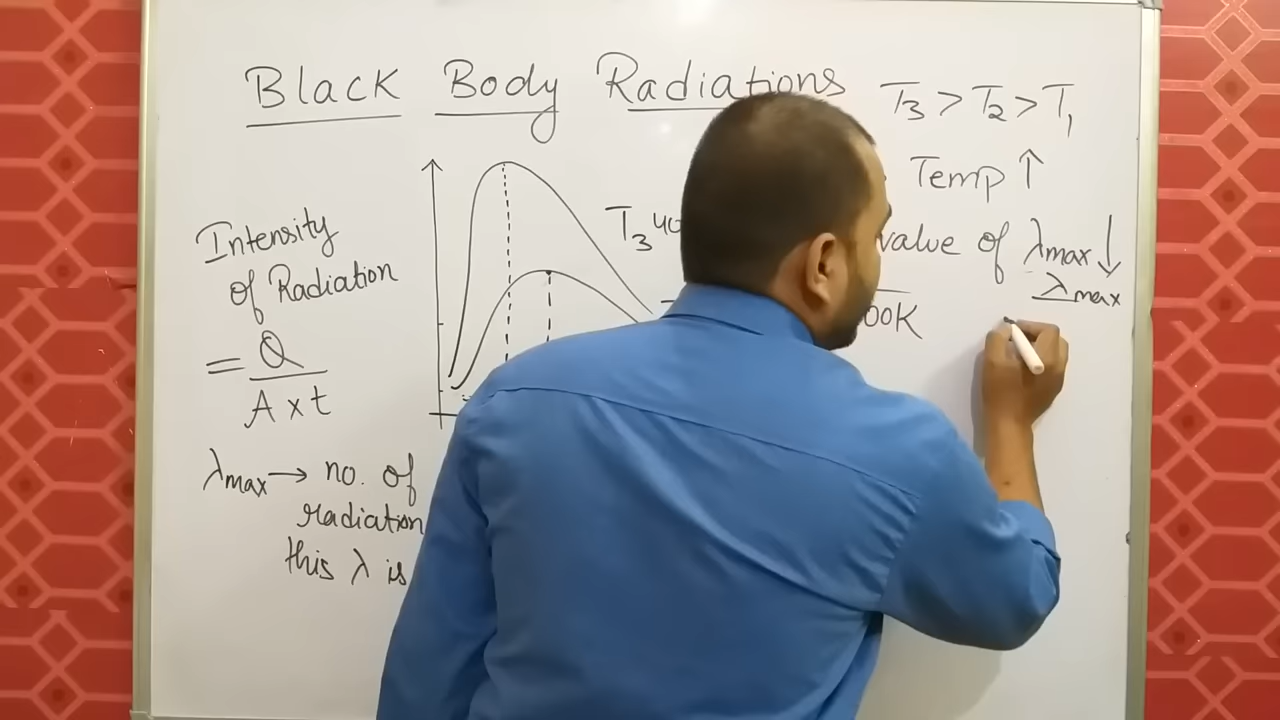 Black Body Radiations
T3 > T2 > T1
Temp ↑
value of λmax ↓
λmax
Intensity
of Radiation
= Q
A x t
T3
00K
λmax → no. of
radiation
this λ is